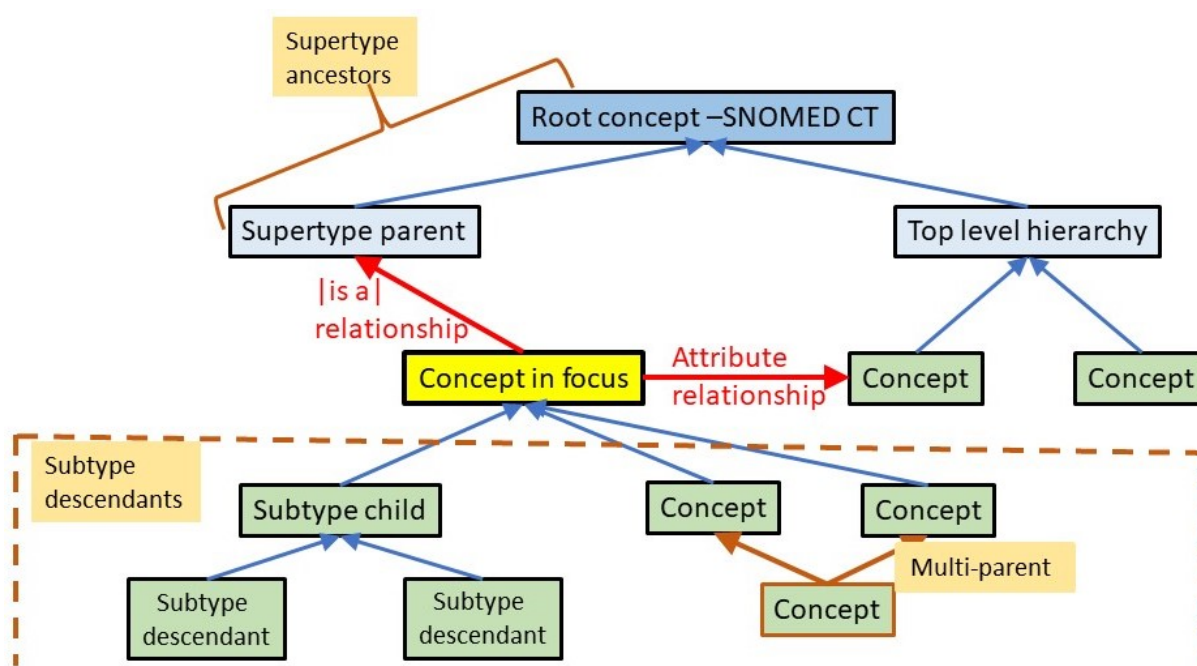 Supertype
ancestors
Root concept –SNOMED CT
Supertype parent
Top level hierarchy
|is a|
relationship
Concept in focus
Attribute
relationship
Concept
Concept
Subtype
descendants
Subtype child
Concept
Concept
Multi-parent
Subtype
descendant
Subtype
descendant
Concept